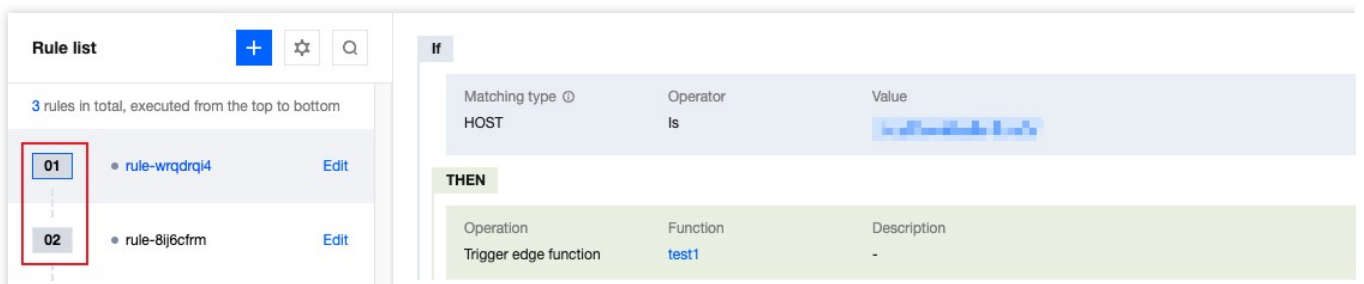 Rule list
3 rules in total, executed from the top to bottom
01 rule-wrqdrqi4 Edit
02 rule-8ij6cfrm Edit
If
Matching type Operator Value
HOST Is
THEN
Operation Function Description
Trigger edge function test1 -